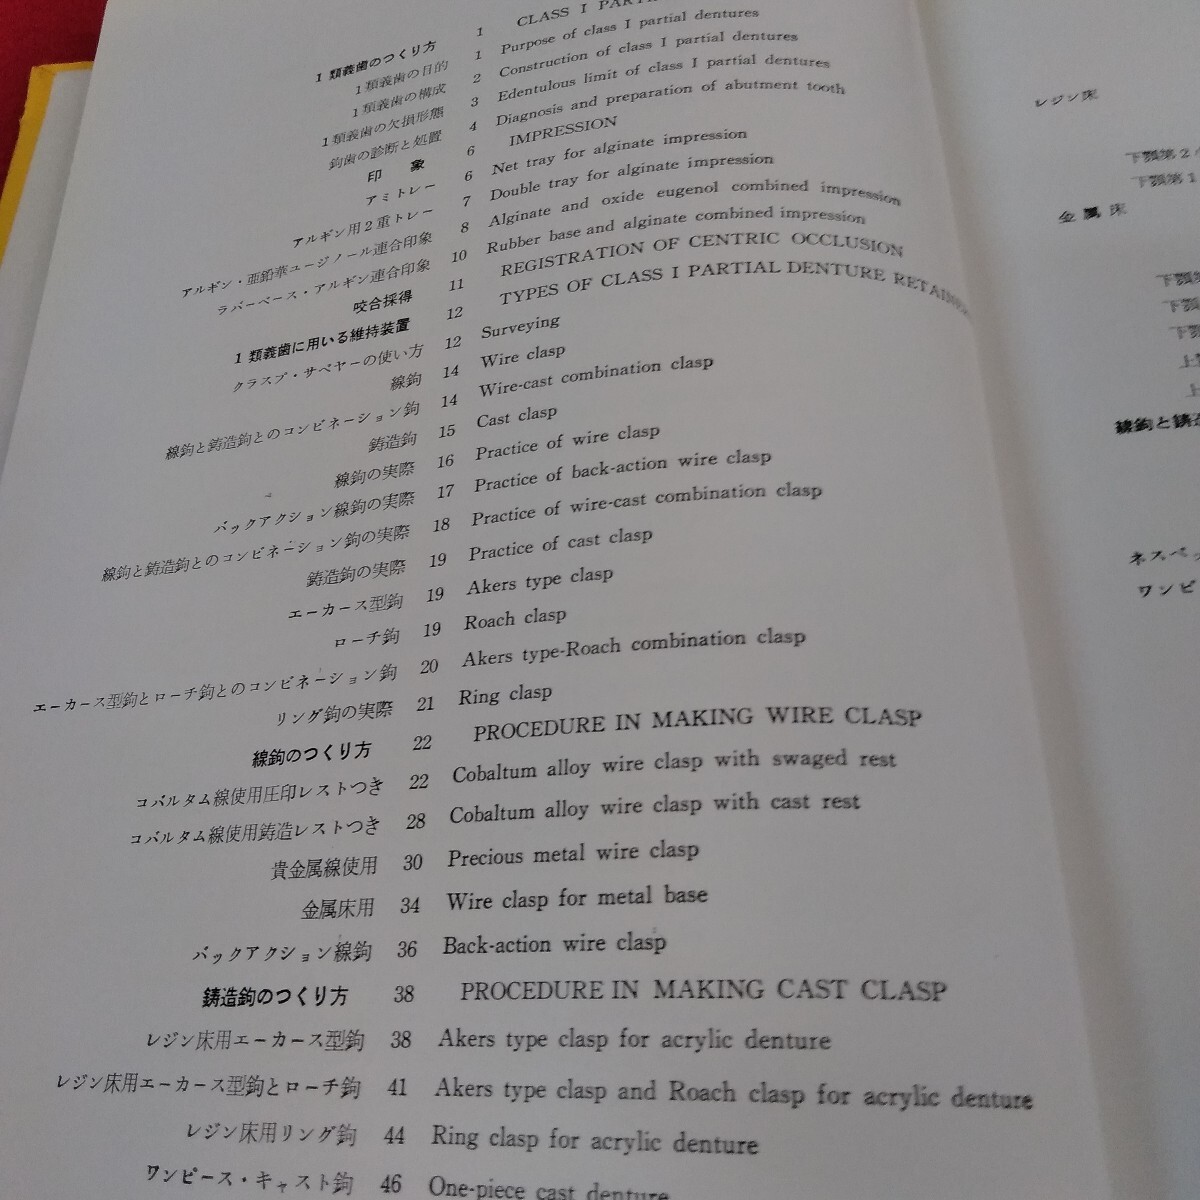 1 類義歯のつくり方 1 CLASS I
1 類義歯の目的 1 Purpose of class I partial dentures
1 類義歯の構成 2 Construction of class I partial dentures
1 類義歯の欠損形態 3 Edentulous limit of class I partial dentures
鉤歯の診断と処置 4 Diagnosis and preparation of abutment tooth
印 象 6 IMPRESSION
アミトレー 6 Net tray for alginate impression
アルギン用2重トレー 7 Double tray for alginate impression
アルギン・亜鉛華ユージノール連合印象 8 Alginate and oxide eugenol combined impression
ラバーベース・アルギン連合印象 10 Rubber base and alginate combined impression
咬合採得 11 REGISTRATION OF CENTRIC OCCLUSION
1 類義歯に用いる維持装置 12 TYPES OF CLASS I PARTIAL DENTURE
クラスプ・サベヤーの使い方 12 Surveying
線鉤 14 Wire clasp
線鉤と鋳造鉤とのコンビネーション鉤 14 Wire-cast combination clasp
鋳造鉤 15 Cast clasp
線鉤の実際 16 Practice of wire clasp
バックアクション線鉤の実際 17 Practice of back-action wire clasp
線鉤と鋳造鉤とのコンビネーション鉤の実際 18 Practice of wire-cast combination clasp
鋳造鉤の実際 19 Practice of cast clasp
エーカース型鉤 19 Akers type clasp
ローチ鉤 19 Roach clasp
エーカース型鉤とローチ鉤とのコンビネーション鉤 20 Akers type-Roach combination clasp
リング鉤の実際 21 Ring clasp
線鉤のつくり方 22 PROCEDURE IN MAKING WIRE CLASP
コバルタム線使用圧印レストつき 22 Cobaltum alloy wire clasp with swaged rest
コバルタム線使用鋳造レストつき 28 Cobaltum alloy wire clasp with cast rest
貴金属線使用 30 Precious metal wire clasp
金属床用 34 Wire clasp for metal base
バックアクション線鉤 36 Back-action wire clasp
鋳造鉤のつくり方 38 PROCEDURE IN MAKING CAST CLASP
レジン床用エーカース型鉤 38 Akers type clasp for acrylic denture
レジン床用エーカース型鉤とローチ鉤 41 Akers type clasp and Roach clasp for acrylic denture
レジン床用リング鉤 44 Ring clasp for acrylic denture
ワンピース・キャスト鉤 46 One-piece cast denture
レジン床
下顎第2
下顎第1
金属床
線鉤と鋳造
ネスペ
ワンピ